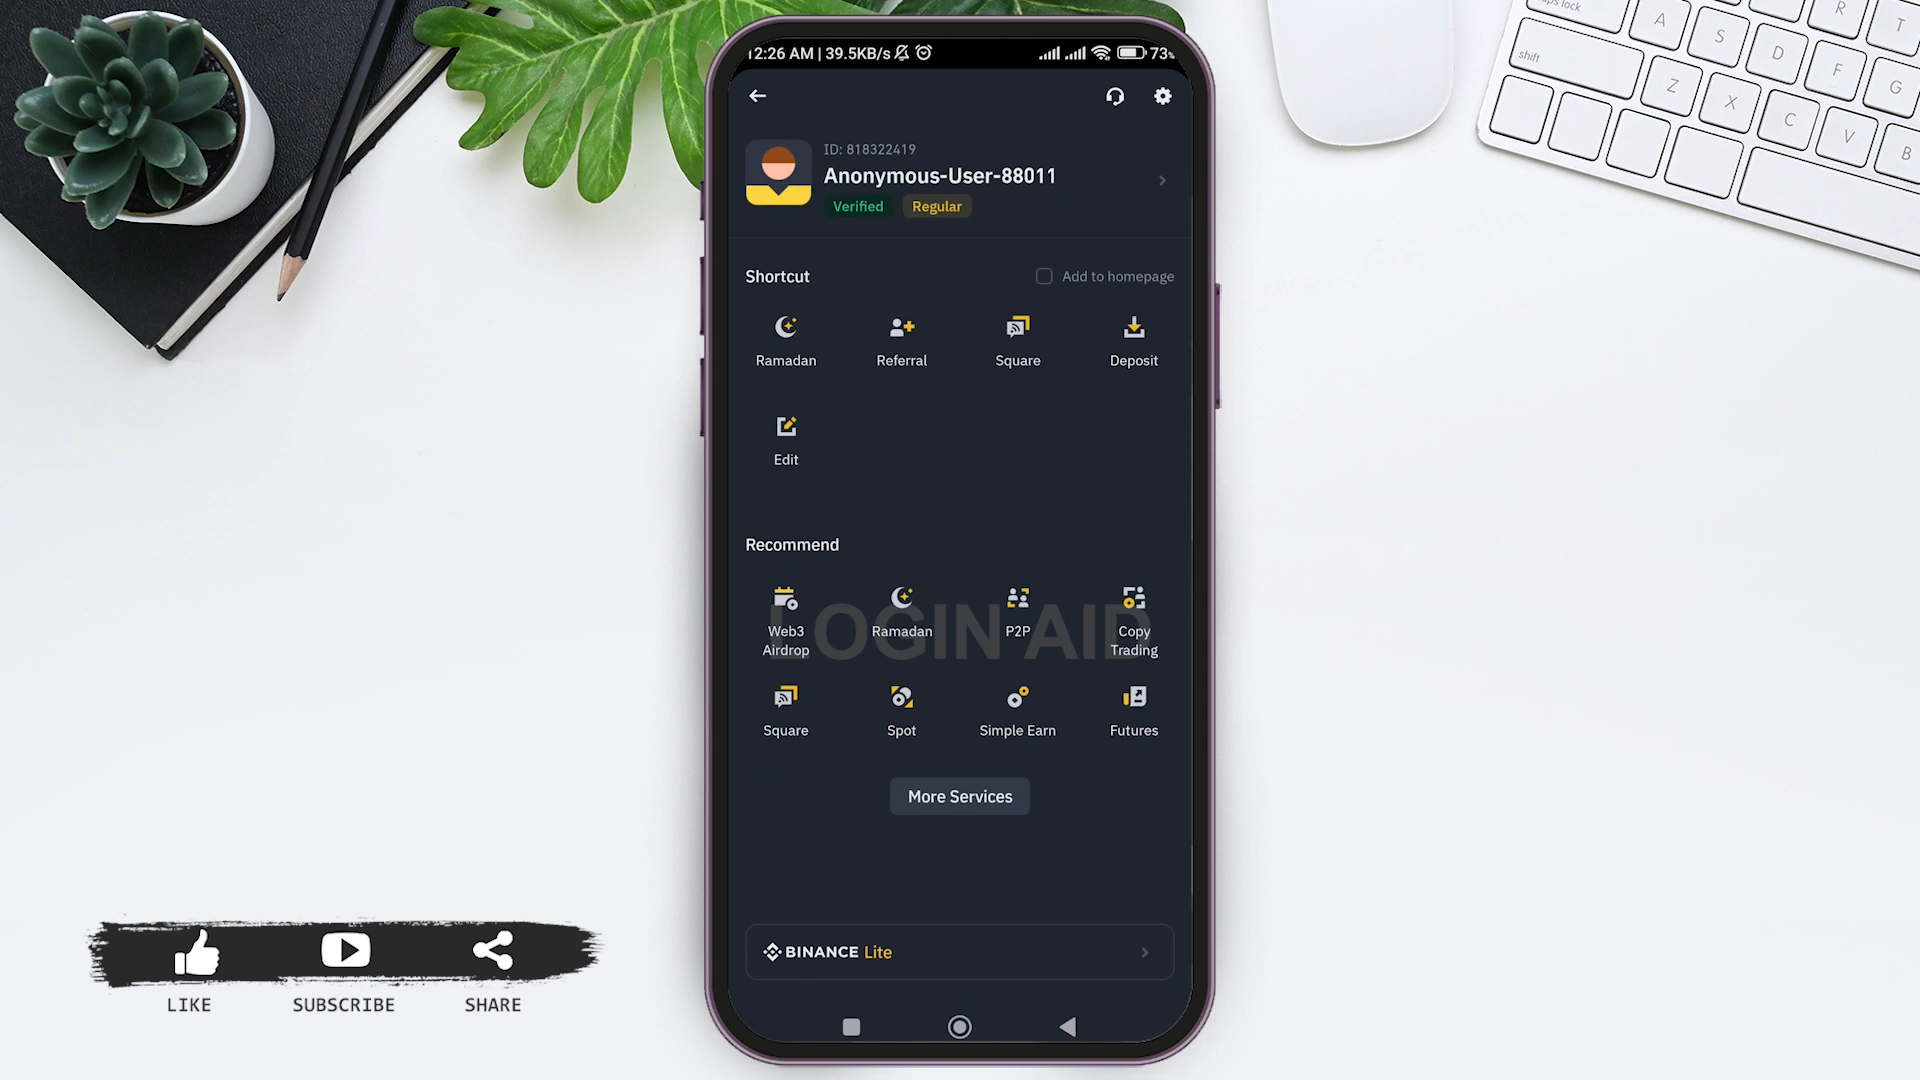 12:26 AM | 39.5KB/s 73%
ID: 818322419
Anonymous-User-88011
Verified Regular
Shortcut Add to homepage
Ramadan Referral Square Deposit
Edit
Recommend
Web3 Airdrop Ramadan P2P Copy Trading
LOGIN AID
Square Spot Simple Earn Futures
More Services
BINANCE Lite
LIKE SUBSCRIBE SHARE
caps lock A S D F G R T
shift Z X C V B